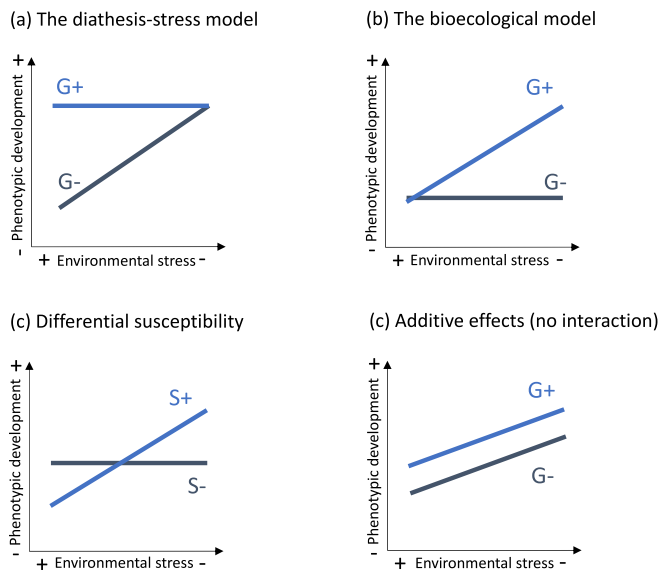 (a) The diathesis-stress model
+
G+
G-
- Phenotypic development
+ Environmental stress -
(b) The bioecological model
+
G+
G-
- Phenotypic development
+ Environmental stress -
(c) Differential susceptibility
+
S+
S-
- Phenotypic development
+ Environmental stress -
(c) Additive effects (no interaction)
+
G+
G-
- Phenotypic development
+ Environmental stress -